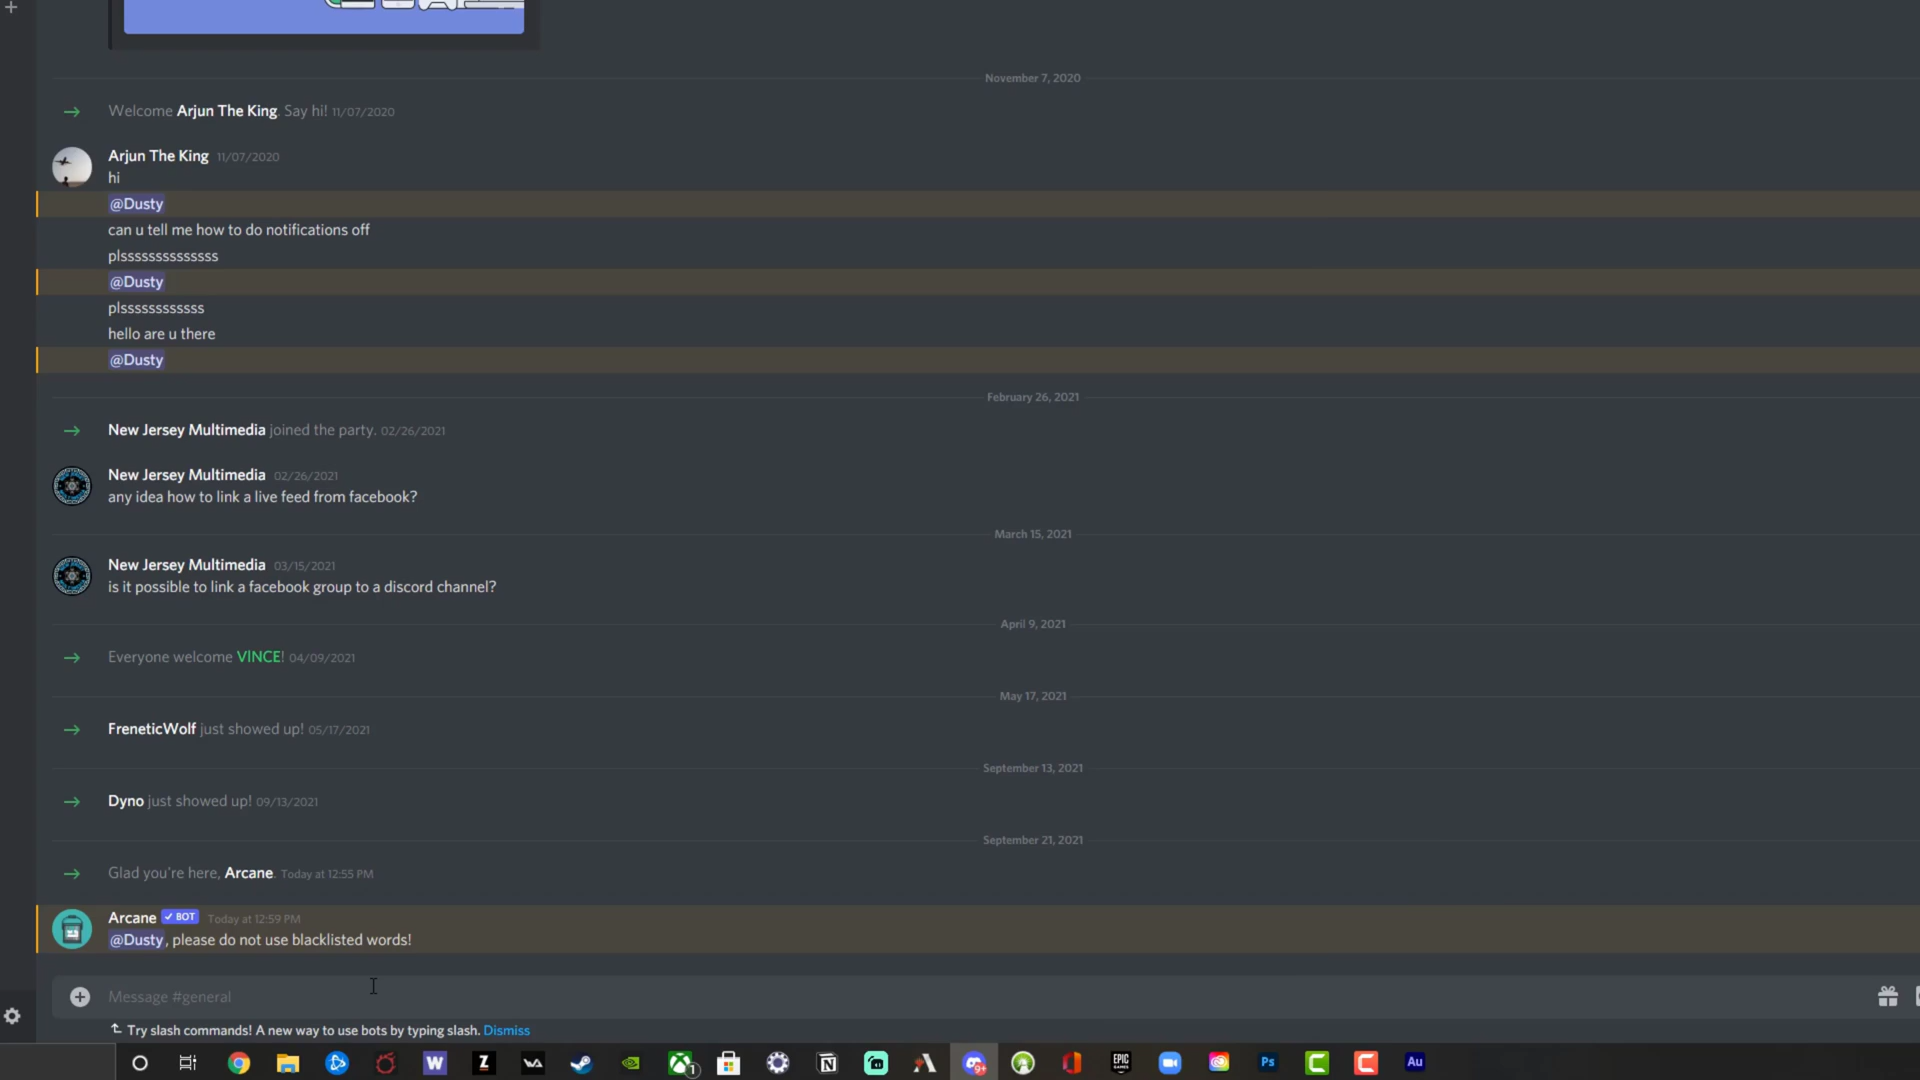 November 7, 2020
Welcome Arjun The King. Say hi! 11/07/2020
Arjun The King 11/07/2020
hi
@Dusty
can u tell me how to do notifications off
plssssssssssssss
@Dusty
plssssssssssss
hello are u there
@Dusty
February 26, 2021
New Jersey Multimedia joined the party. 02/26/2021
New Jersey Multimedia 02/26/2021
any idea how to link a live feed from facebook?
March 15, 2021
New Jersey Multimedia 03/15/2021
is it possible to link a facebook group to a discord channel?
April 9, 2021
Everyone welcome VINCE! 04/09/2021
May 17, 2021
FreneticWolf just showed up! 05/17/2021
September 13, 2021
Dyno just showed up! 09/13/2021
September 21, 2021
Glad you're here, Arcane. Today at 12:55 PM
Arcane BOT Today at 12:59 PM
@Dusty, please do not use blacklisted words!
Message #general
Try slash commands! A new way to use bots by typing slash. Dismiss
W Z 1 N 9+ EPIC GAMES Ps C C Au